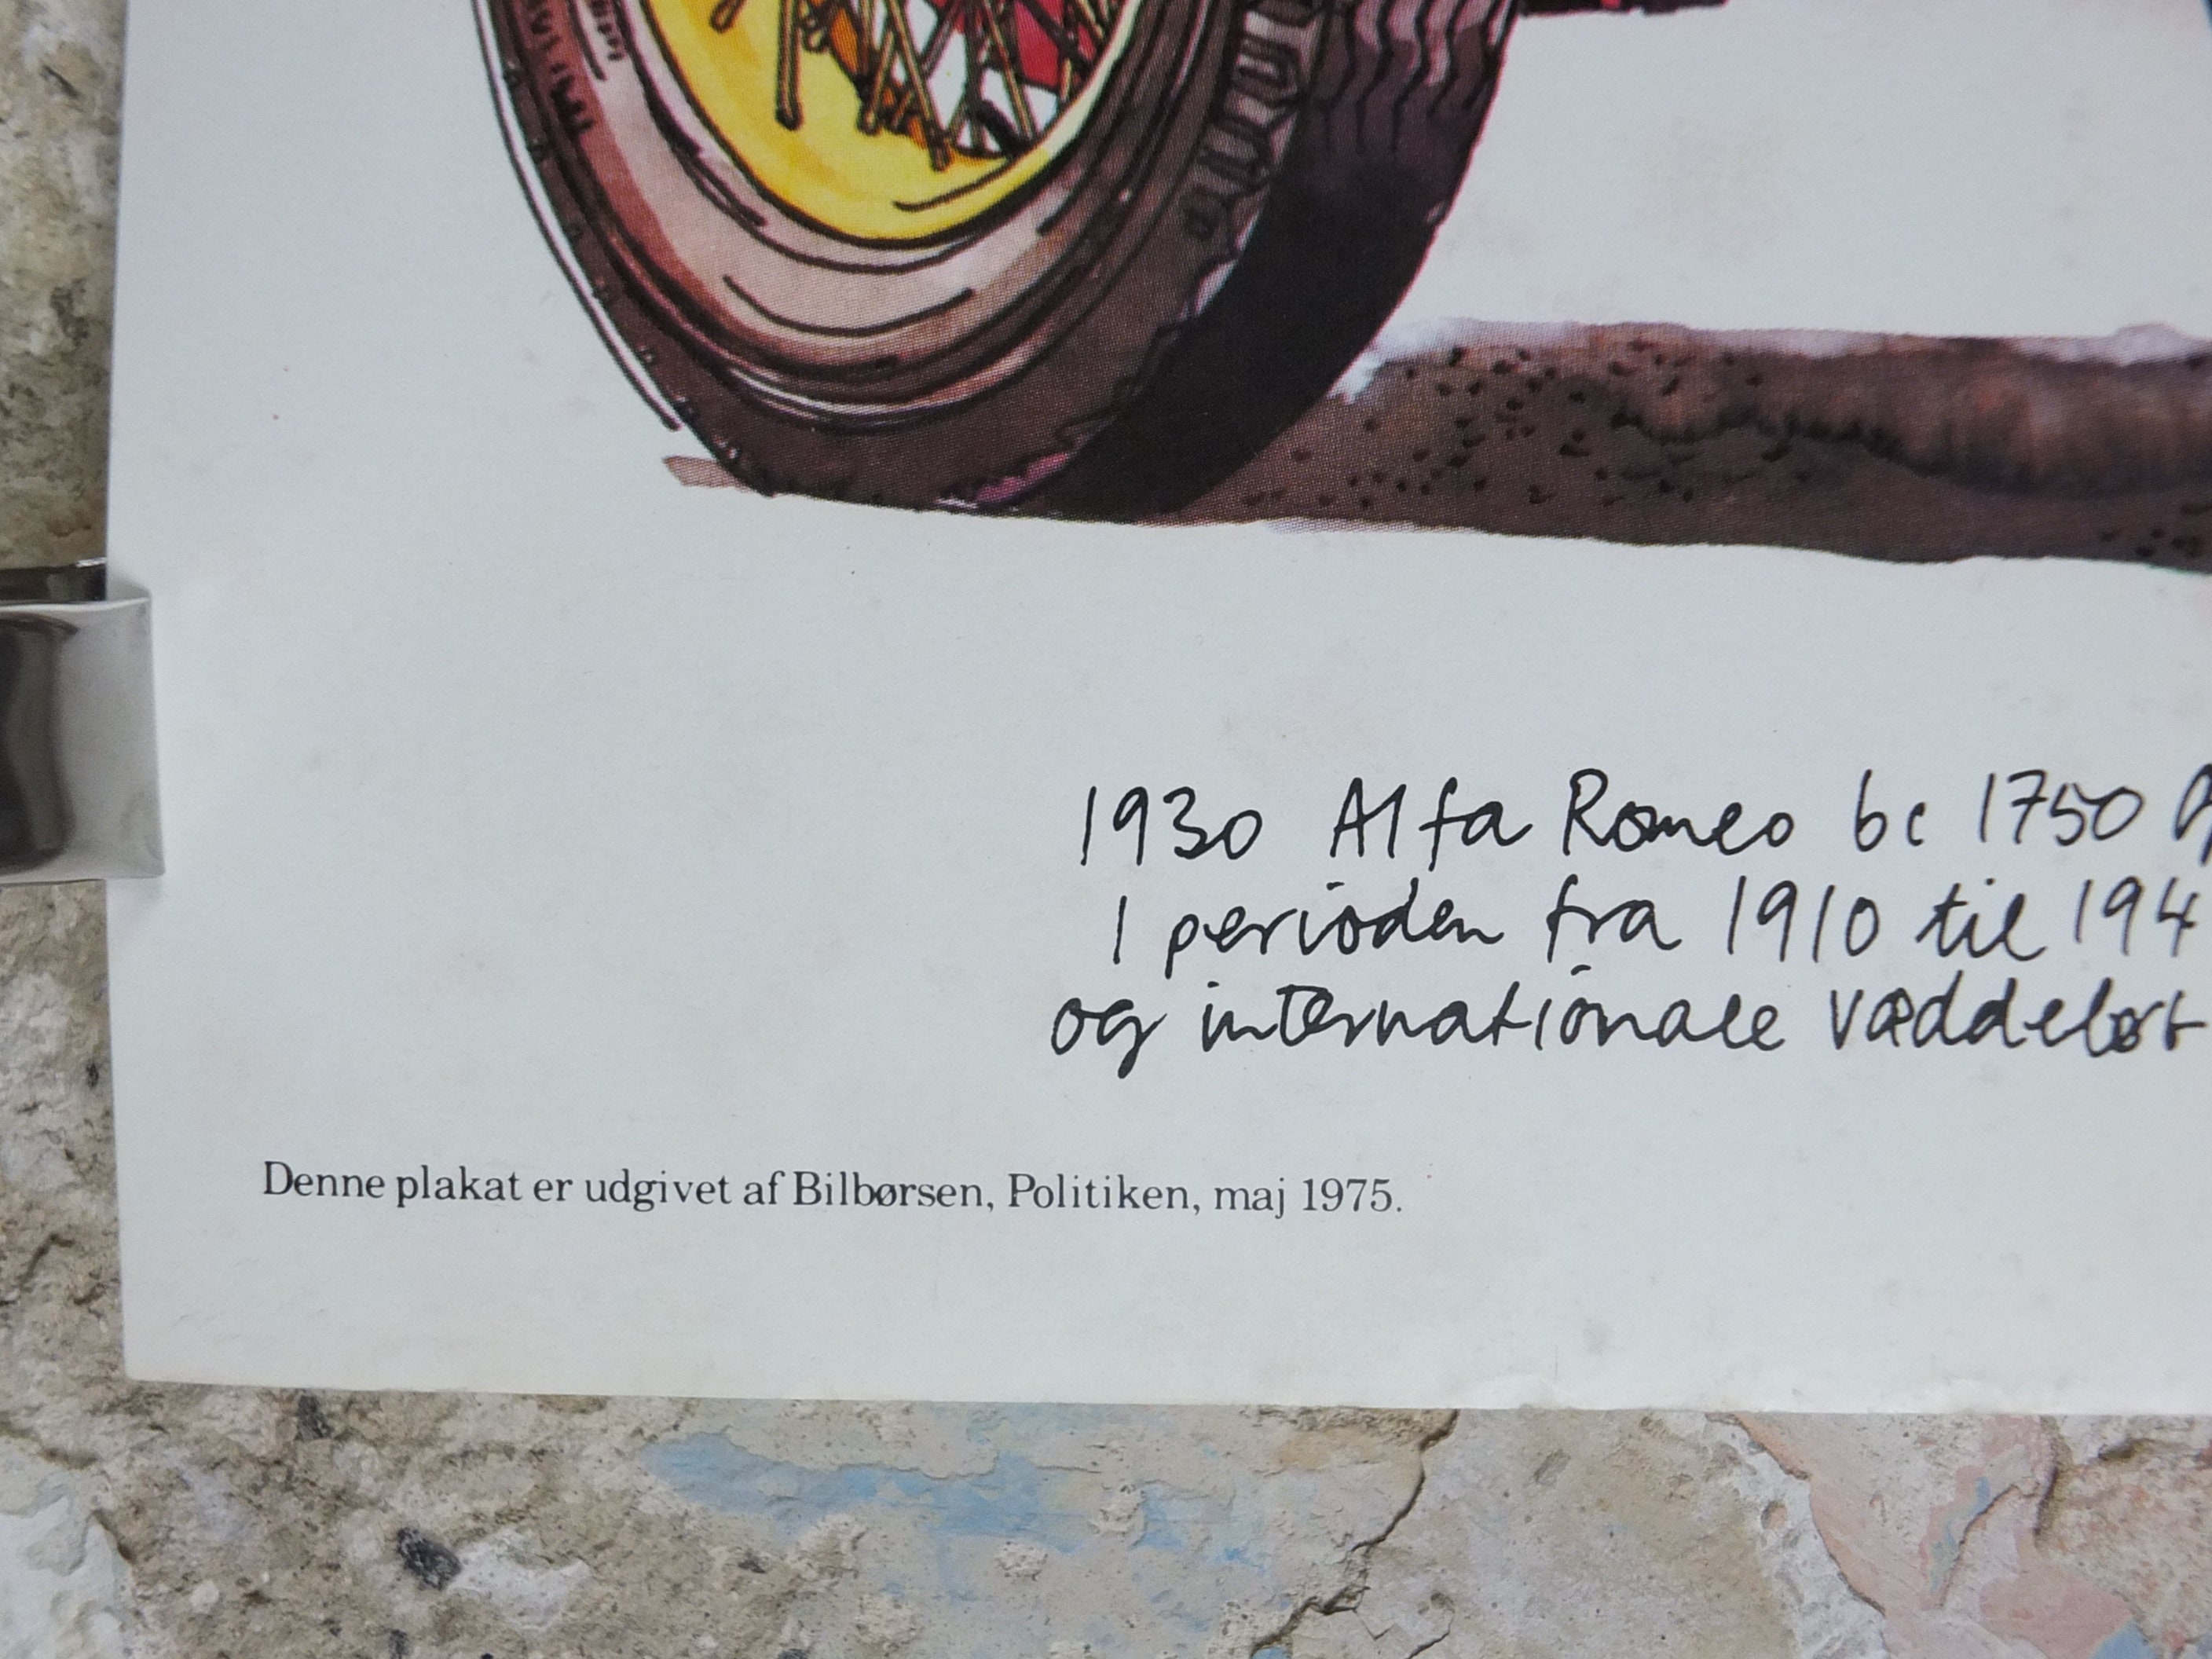 1930 Alfa Romeo 6c 1750 G
I perioden fra 1910 til 194
og internationale væddeløb
Denne plakat er udgivet af Bilbørsen, Politiken, maj 1975.